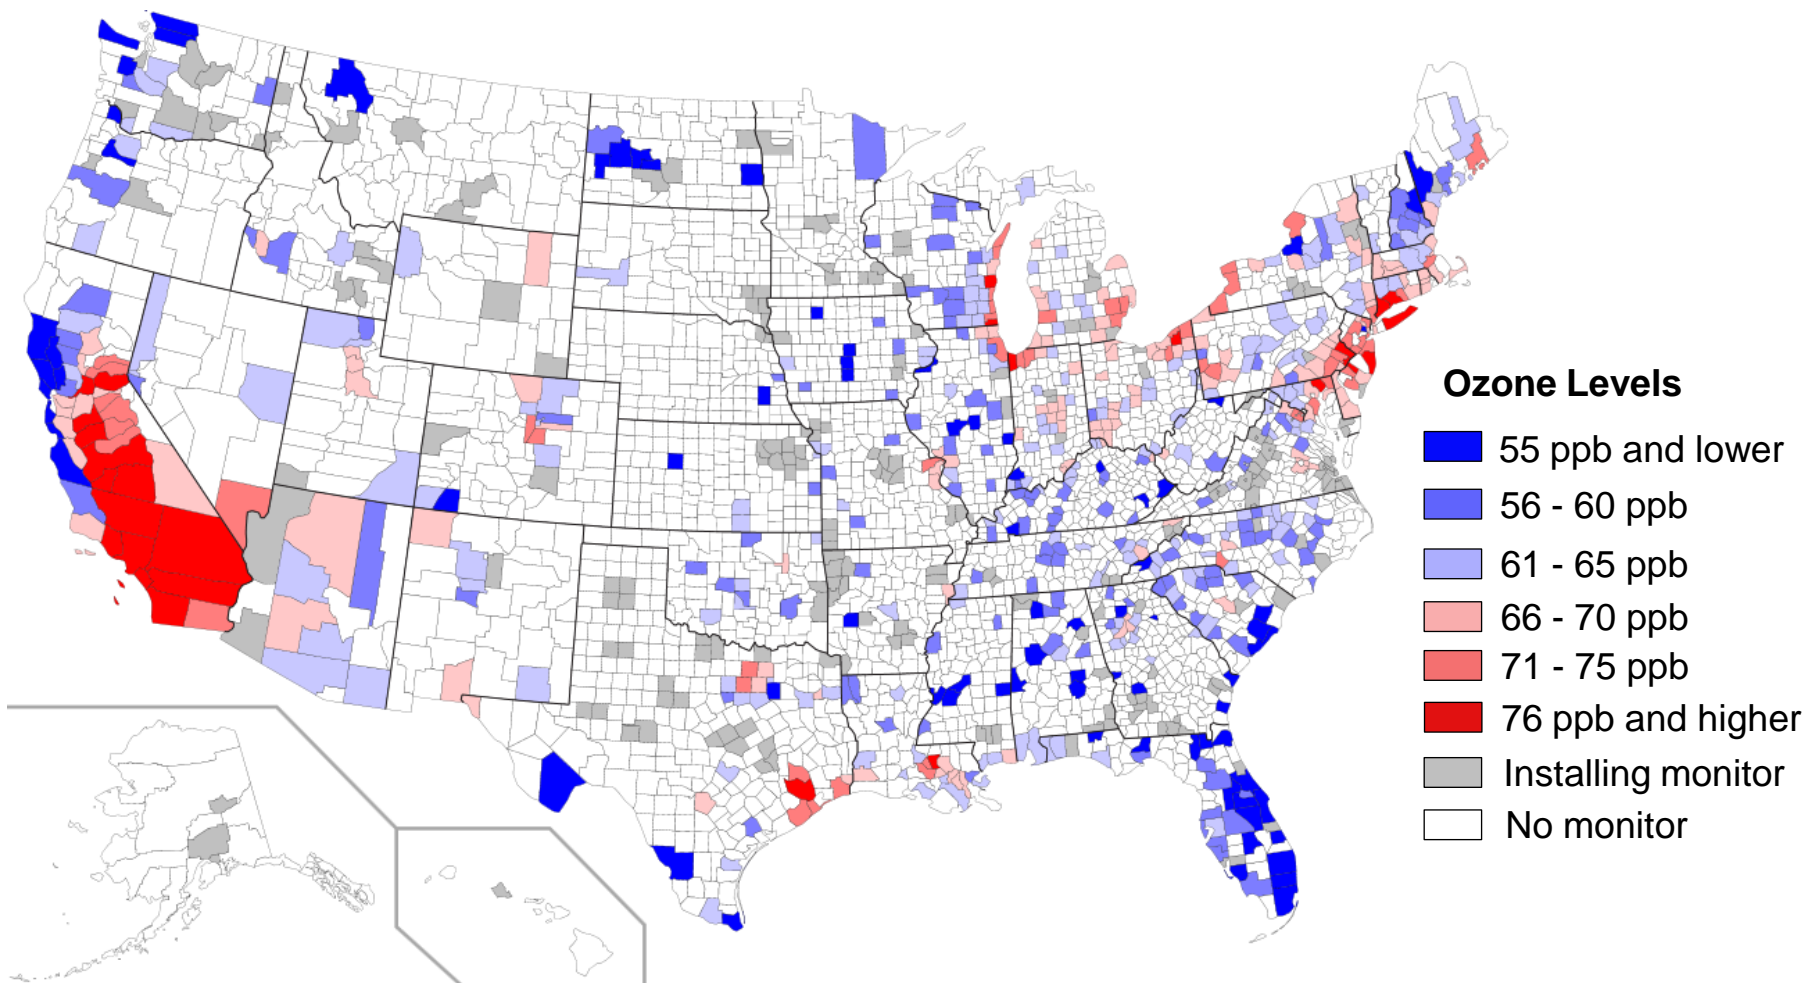 Ozone Levels
55 ppb and lower
56 - 60 ppb
61 - 65 ppb
66 - 70 ppb
71 - 75 ppb
76 ppb and higher
Installing monitor
No monitor